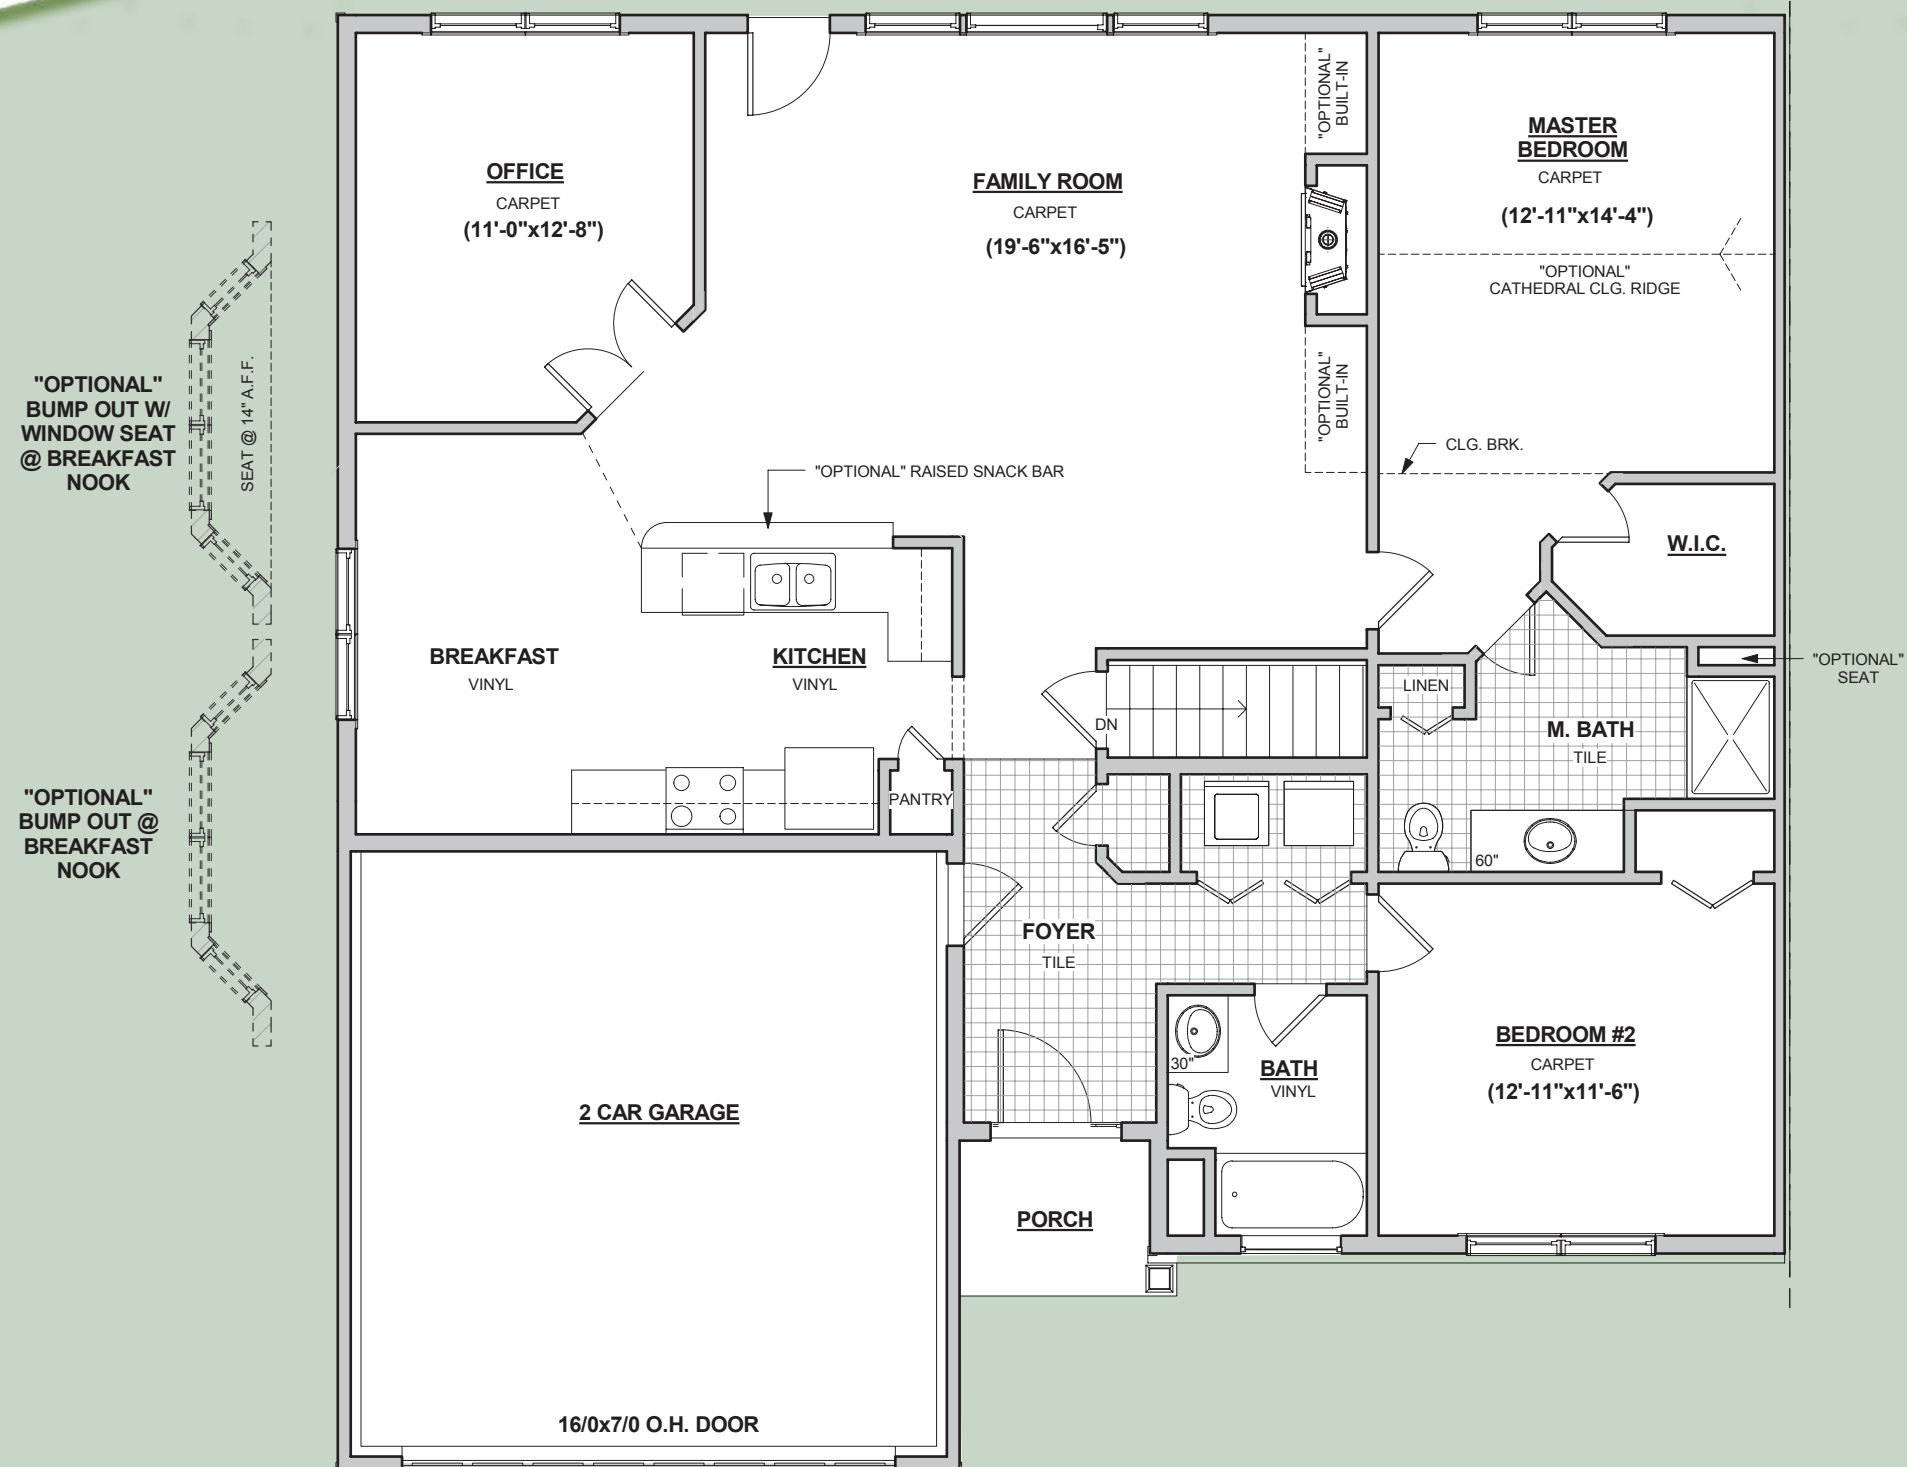 OFFICE
CARPET
(11'-0"x12'-8")
FAMILY ROOM
CARPET
(19'-6"x16'-5")
"OPTIONAL"
BUILT-IN
"OPTIONAL"
BUILT-IN
MASTER
BEDROOM
CARPET
(12'-11"x14'-4")
"OPTIONAL"
CATHEDRAL CLG. RIDGE
CLG. BRK.
W.I.C.
"OPTIONAL"
BUMP OUT W/
WINDOW SEAT
@ BREAKFAST
NOOK
SEAT @ 14" A.F.F.
"OPTIONAL" RAISED SNACK BAR
BREAKFAST
VINYL
KITCHEN
VINYL
DN
LINEN
M. BATH
TILE
"OPTIONAL"
SEAT
PANTRY
"OPTIONAL"
BUMP OUT @
BREAKFAST
NOOK
60"
FOYER
TILE
30"
BATH
VINYL
BEDROOM #2
CARPET
(12'-11"x11'-6")
2 CAR GARAGE
PORCH
16/0x7/0 O.H. DOOR